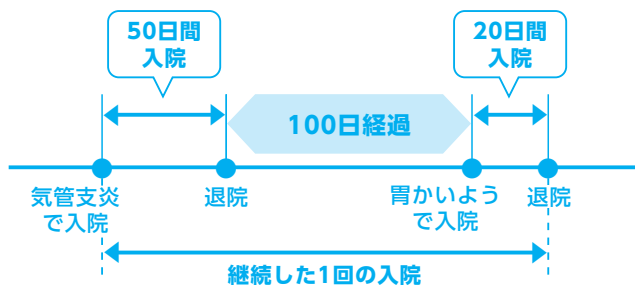 50日間
入院
20日間
入院
100日経過
気管支炎
で入院
退院
胃かいよう
で入院
退院
継続した1回の入院